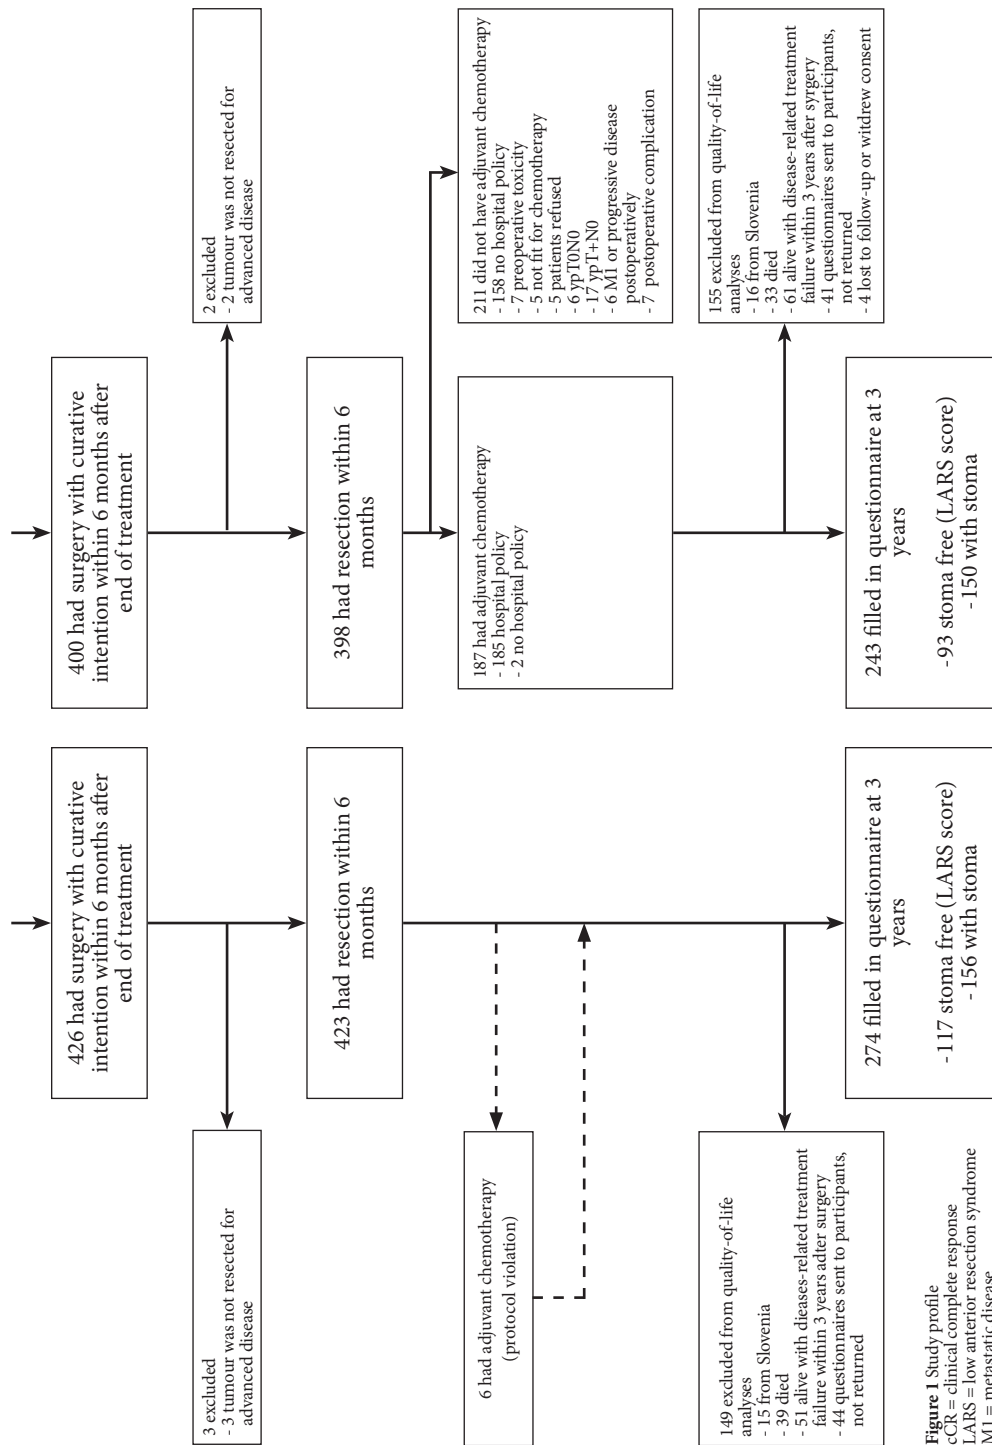 426 had surgery with curative
intention within 6 months after
end of treatment
400 had surgery with curative
intention within 6 months after
end of treatment
3 excluded
- 3 tumour was not resected for
advanced disease
2 excluded
- 2 tumour was not resected for
advanced disease
423 had resection within 6
months
398 had resection within 6
months
6 had adjuvant chemotherapy
(protocol violation)
187 had adjuvant chemotherapy
- 185 hospital policy
- 2 no hospital policy
211 did not have adjuvant chemotherapy
- 158 no hospital policy
- 7 preoperative toxicity
- 5 not fit for chemotherapy
- 5 patients refused
- 6 ypT0N0
- 17 ypT+N0
- 6 M1 or progressive disease
postoperatively
- 7 postoperative complication
149 excluded from quality-of-life
analyses
- 15 from Slovenia
- 39 died
- 51 alive with dieases-related treatment
failure within 3 years adter surgery
- 44 questionnaires sent to participants,
not returned
155 excluded from quality-of-life
analyses
- 16 from Slovenia
- 33 died
- 61 alive with disease-related treatment
failure within 3 years after syrgery
- 41 questionnaires sent to participants,
not returned
- 4 lost to follow-up or witdrew consent
274 filled in questionnaire at 3
years
-117 stoma free (LARS score)
- 156 with stoma
243 filled in questionnaire at 3
years
-93 stoma free (LARS score)
-150 with stoma
Figure 1 Study profile
cCR = clinical complete response
LARS = low anterior resection syndrome
M1 = metastatic disease